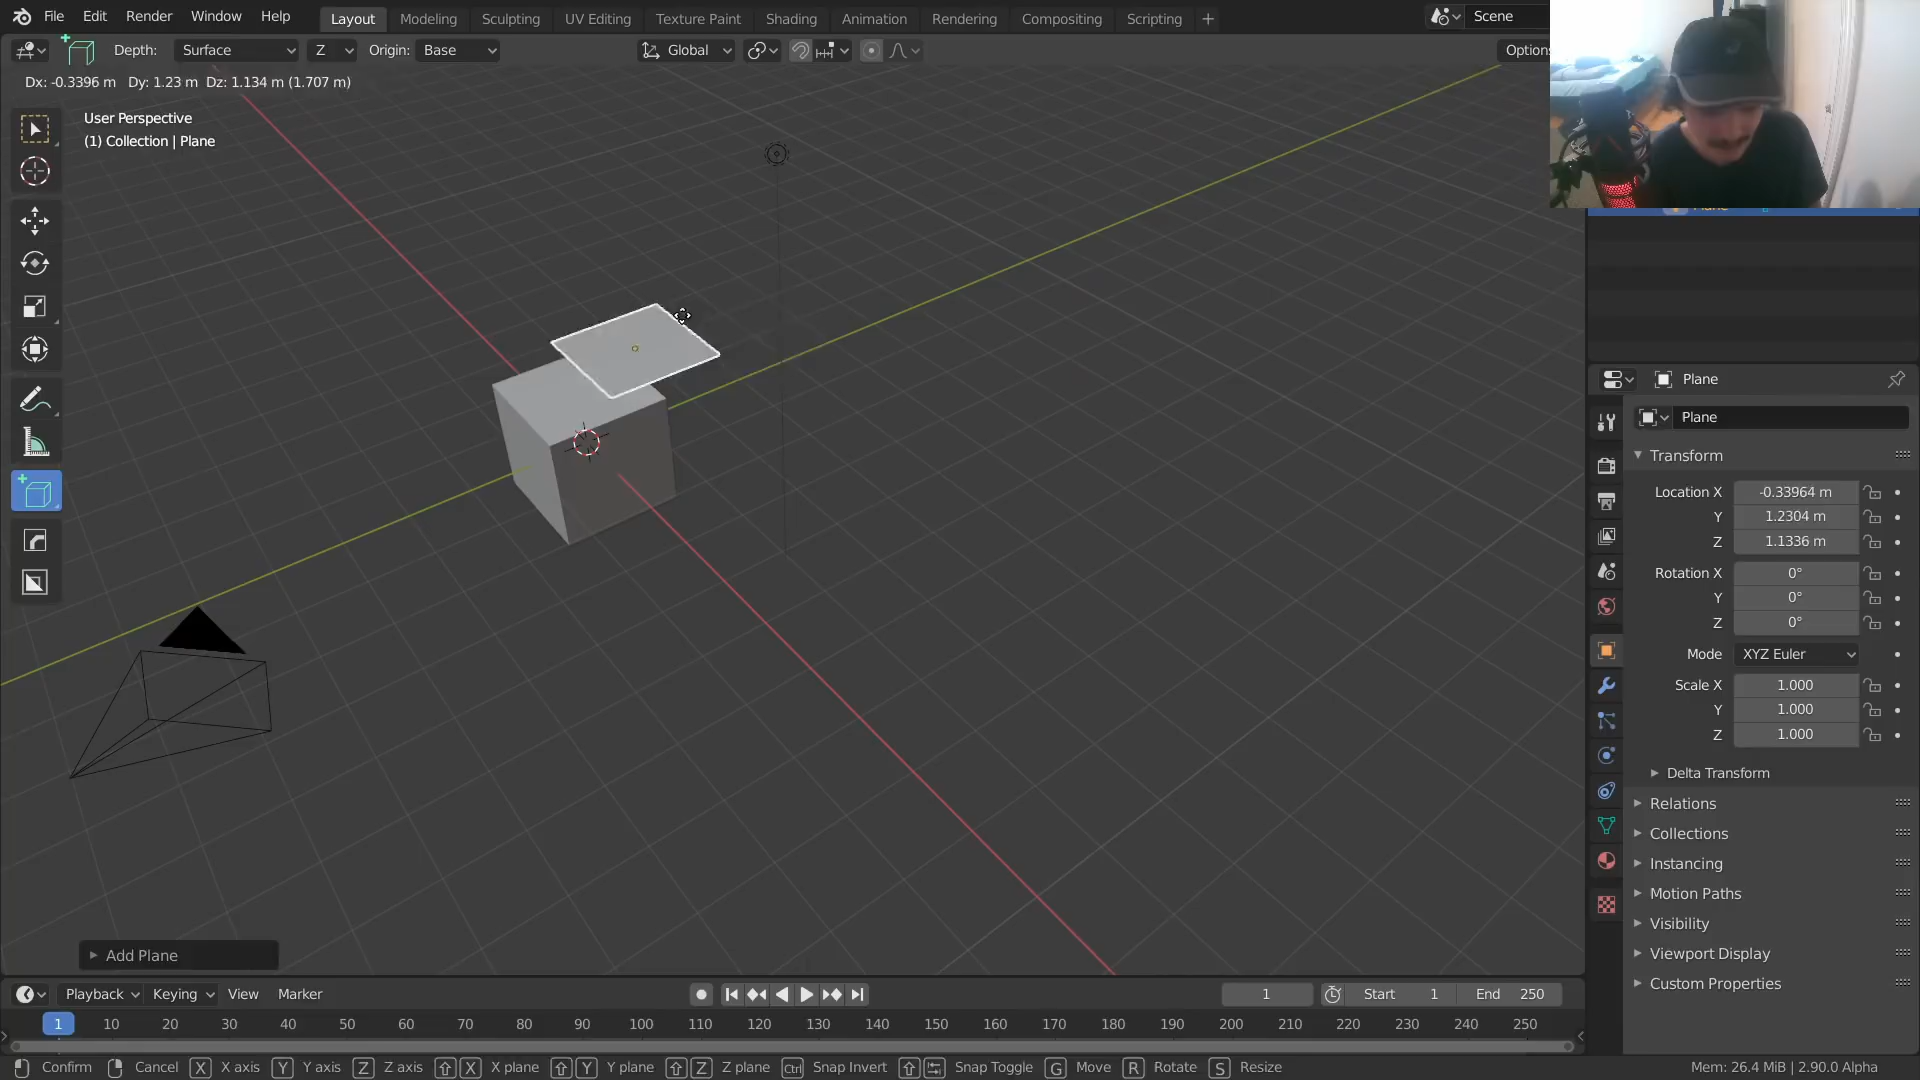 File Edit Render Window Help Layout Modeling Sculpting UV Editing Texture Paint Shading Animation Rendering Compositing Scripting + Scene
Depth: Surface Z Origin: Base Global Options
Dx: -0.3396 m Dy: 1.23 m Dz: 1.134 m (1.707 m)
User Perspective
(1) Collection | Plane
Plane
Plane
Transform
Location X -0.33964 m
Y 1.2304 m
Z 1.1336 m
Rotation X 0°
Y 0°
Z 0°
Mode XYZ Euler
Scale X 1.000
Y 1.000
Z 1.000
Delta Transform
Relations
Collections
Instancing
Motion Paths
Visibility
Viewport Display
Custom Properties
Add Plane
Playback Keying View Marker 1 Start 1 End 250
1 10 20 30 40 50 60 70 80 90 100 110 120 130 140 150 160 170 180 190 200 210 220 230 240 250
Confirm Cancel X X axis Y Y axis Z Z axis X X plane Y Y plane Z Z plane Ctrl Snap Invert Snap Toggle G Move R Rotate S Resize Mem: 26.4 MiB | 2.90.0 Alpha